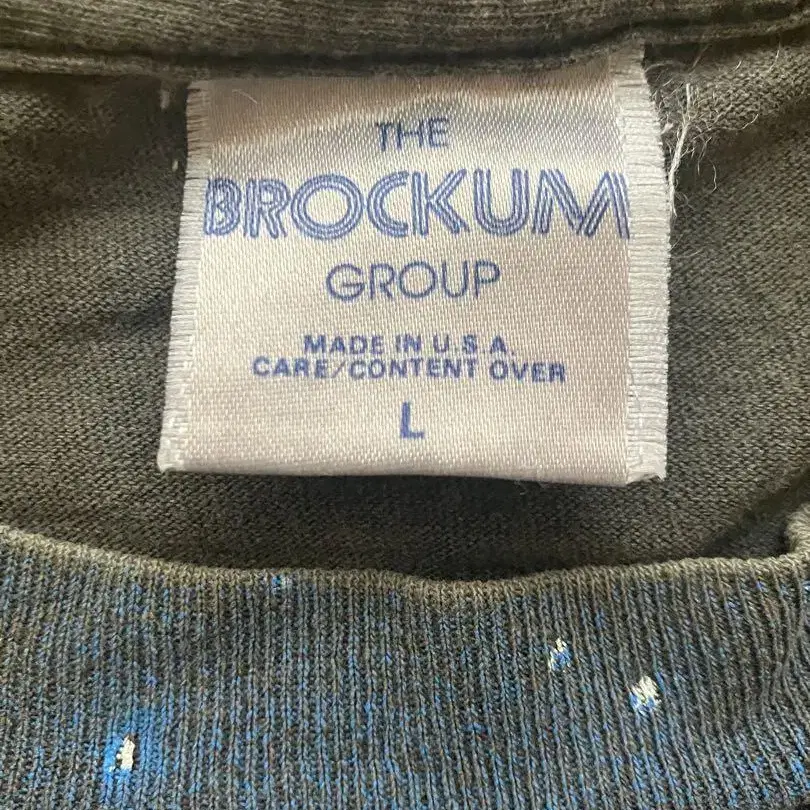 THE
BROCKUM
GROUP
MADE IN U.S.A.
CARE/CONTENT OVER
L